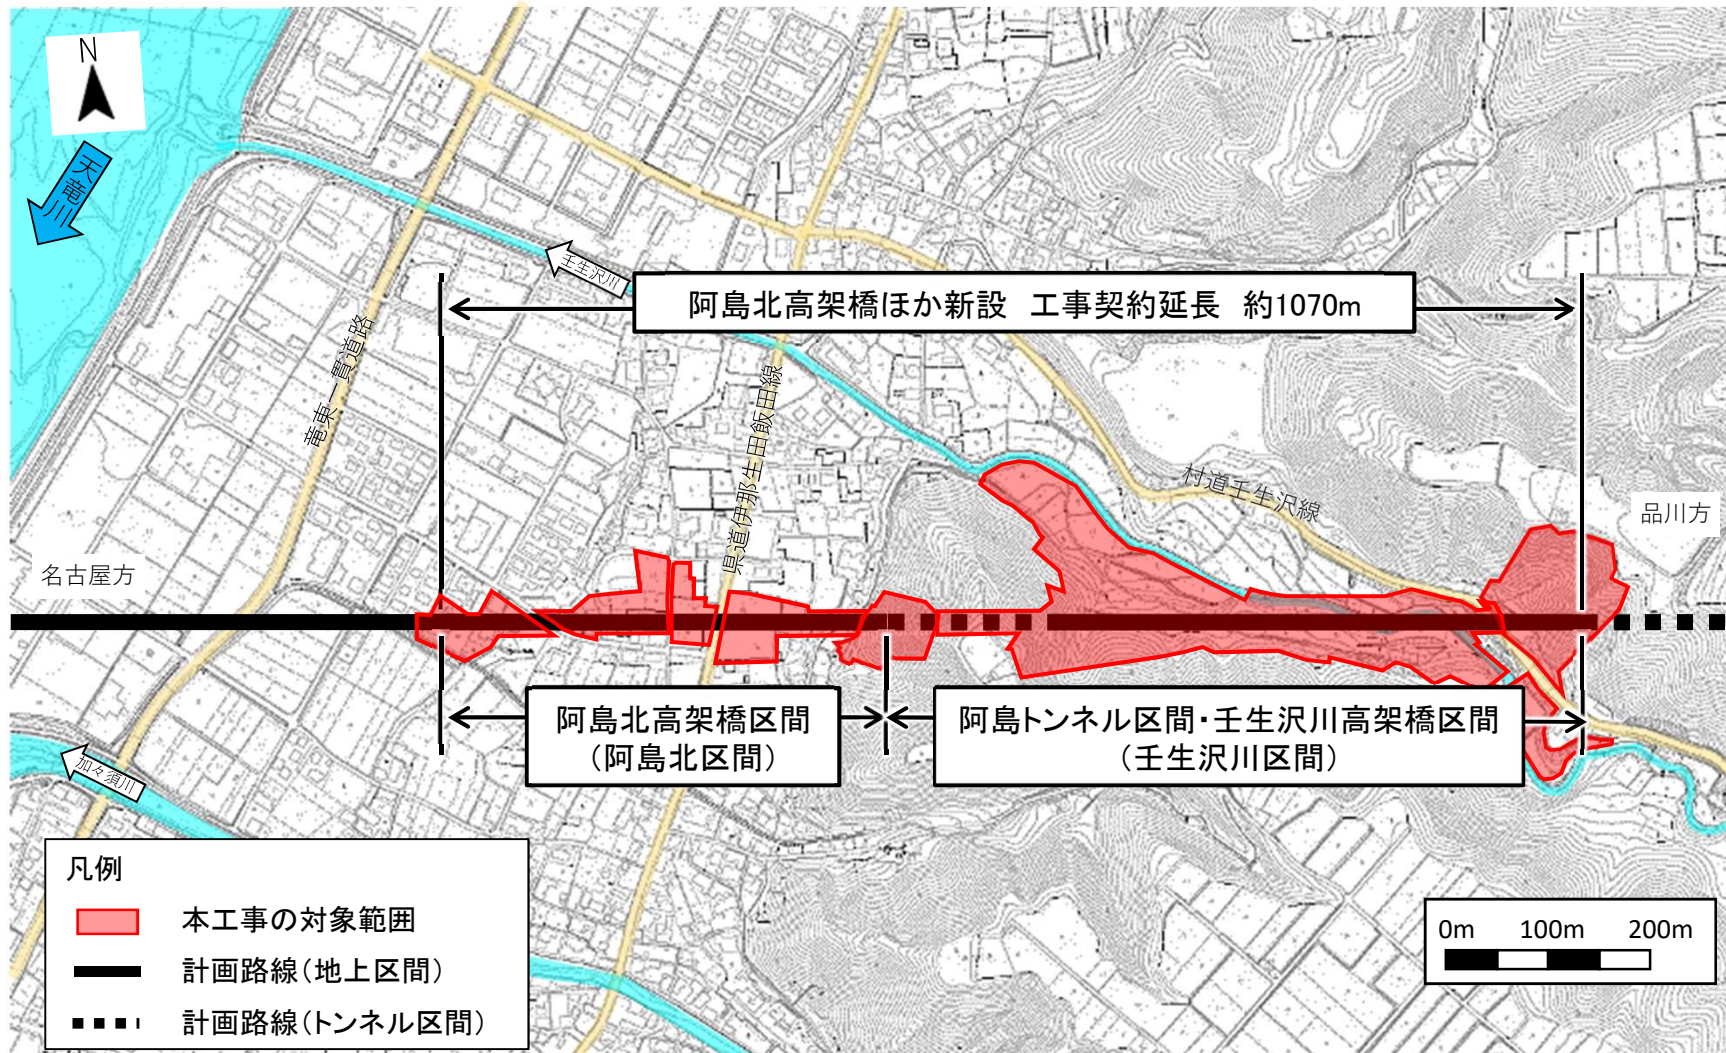 N
天竜川
壬生沢川
阿島北高架橋ほか新設　工事契約延長　約1070m
竜東一貫道路
県道伊那生田飯田線
村道壬生沢線
品川方
名古屋方
阿島北高架橋区間
（阿島北区間）
阿島トンネル区間・壬生沢川高架橋区間
（壬生沢川区間）
加々須川
凡例
本工事の対象範囲
計画路線（地上区間）
計画路線（トンネル区間）
0m 100m 200m